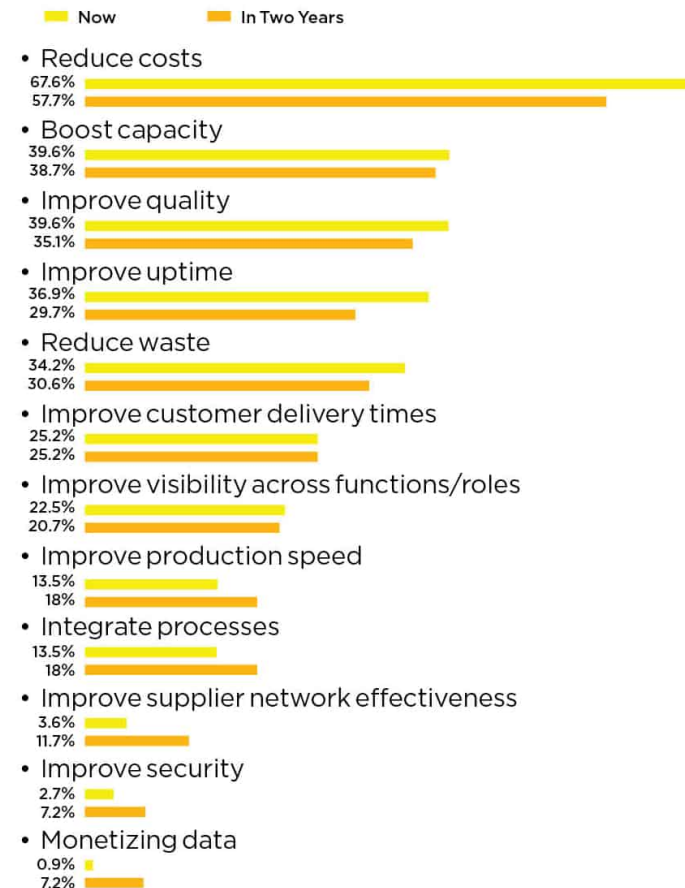 Now In Two Years
• Reduce costs
67.6%
57.7%
• Boost capacity
39.6%
38.7%
• Improve quality
39.6%
35.1%
• Improve uptime
36.9%
29.7%
• Reduce waste
34.2%
30.6%
• Improve customer delivery times
25.2%
25.2%
• Improve visibility across functions/roles
22.5%
20.7%
• Improve production speed
13.5%
18%
• Integrate processes
13.5%
18%
• Improve supplier network effectiveness
3.6%
11.7%
• Improve security
2.7%
7.2%
• Monetizing data
0.9%
7.2%